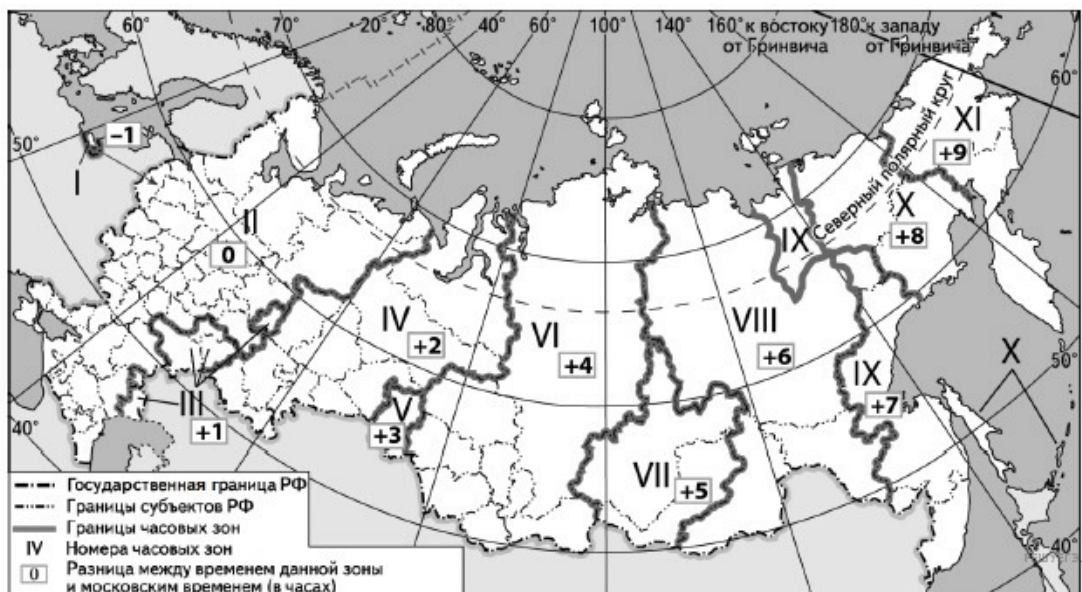 60° 70° 20° 80° 40° 100° 140° 160° к востоку 180° к западу
от Гринвича от Гринвича
60°
50°
40°
50°
40°
Северный полярный круг
I
–1
II
0
III
+1
IV
+2
V
+3
VI
+4
VII
+5
VIII
+6
IX
IX
+7
X
+8
X
XI
+9
Государственная граница РФ
Границы субъектов РФ
Границы часовых зон
IV Номера часовых зон
0 Разница между временем данной зоны
и московским временем (в часах)